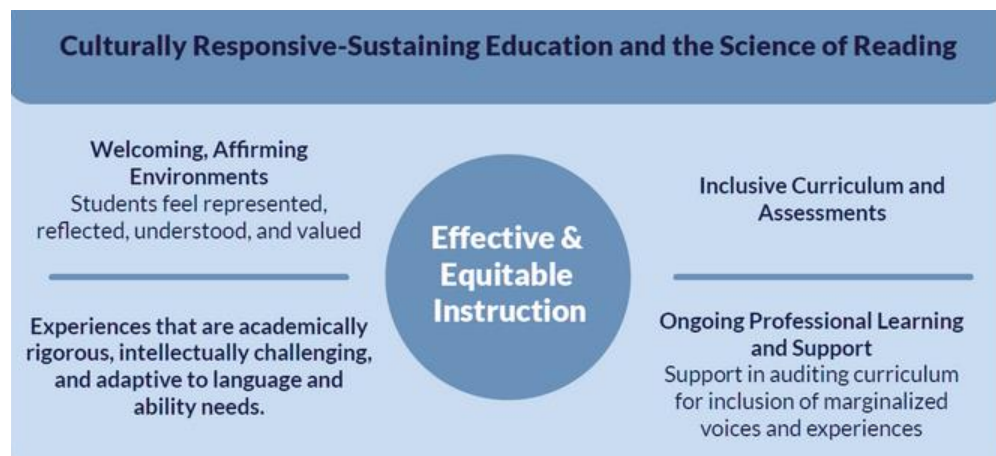 Culturally Responsive-Sustaining Education and the Science of Reading
Welcoming, Affirming
Environments
Students feel represented,
reflected, understood, and valued
Experiences that are academically
rigorous, intellectually challenging,
and adaptive to language and
ability needs.
Effective &
Equitable
Instruction
Inclusive Curriculum and
Assessments
Ongoing Professional Learning
and Support
Support in auditing curriculum
for inclusion of marginalized
voices and experiences